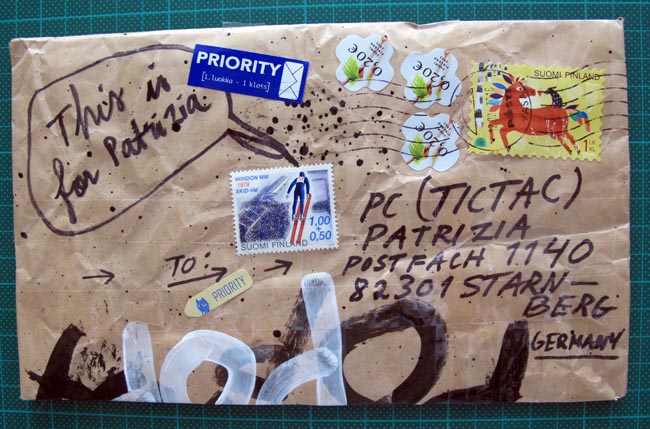 PRIORITY
[1.luokka - 1 klass]
This is
for Patrizia
0,20€
0,20€
0,20€
SUOMI FINLAND
1 LK
KL
1978
SKID-VM
1,00
+
0,50
SUOMI FINLAND
PC (TICTAC)
PATRIZIA
POSTFACH 1140
82301 STARN-
BERG
GERMANY
TO:
PRIORITY